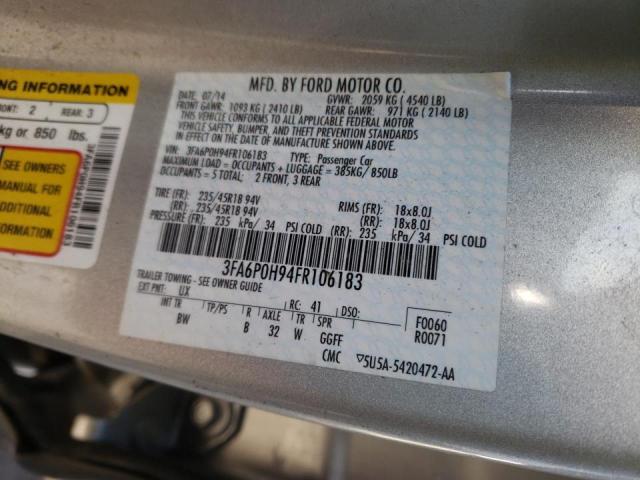 NG INFORMATION
RONT: 2 REAR: 3
kg or 850 lbs.
SEE OWNERS
MANUAL FOR
ADDITIONAL
FORMATION
3FA6P0H94FR106183
MFD. BY FORD MOTOR CO.
DATE: 07/14 GVWR: 2059 KG ( 4540 LB)
FRONT GAWR: 1093 KG ( 2410 LB) REAR GAWR: 971 KG ( 2140 LB)
THIS VEHICLE CONFORMS TO ALL APPLICABLE FEDERAL MOTOR
VEHICLE SAFETY, BUMPER, AND THEFT PREVENTION STANDARDS
IN EFFECT ON THE DATE OF MANUFACTURE SHOWN ABOVE.
VIN: 3FA6P0H94FR106183 TYPE: Passenger Car
MAXIMUM LOAD = OCCUPANTS + LUGGAGE = 385KG/ 850LB
OCCUPANTS = 5 TOTAL: 2 FRONT, 3 REAR
TIRE (FR): 235/45R18 94V RIMS (FR): 18x8.0J
(RR): 235/45R18 94V (RR): 18x8.0J
PRESSURE (FR): 235 kPa/ 34 PSI COLD (RR): 235 kPa/ 34 PSI COLD
3FA6P0H94FR106183
TRAILER TOWING - SEE OWNER GUIDE
EXT PNT: UX RC: 41 DSO: F0060
INT TR TP/PS R AXLE TR SPR R0071
BW B 32 W GGFF
CMC ▽5U5A-5420472-AA